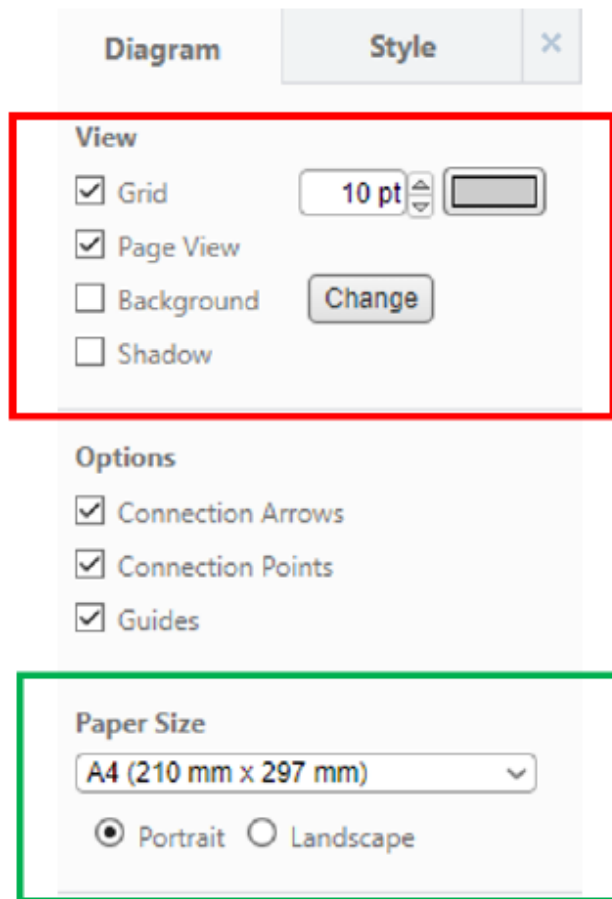 Diagram Style ×
View
Grid 10 pt
Page View
Background Change
Shadow
Options
Connection Arrows
Connection Points
Guides
Paper Size
A4 (210 mm x 297 mm)
Portrait Landscape